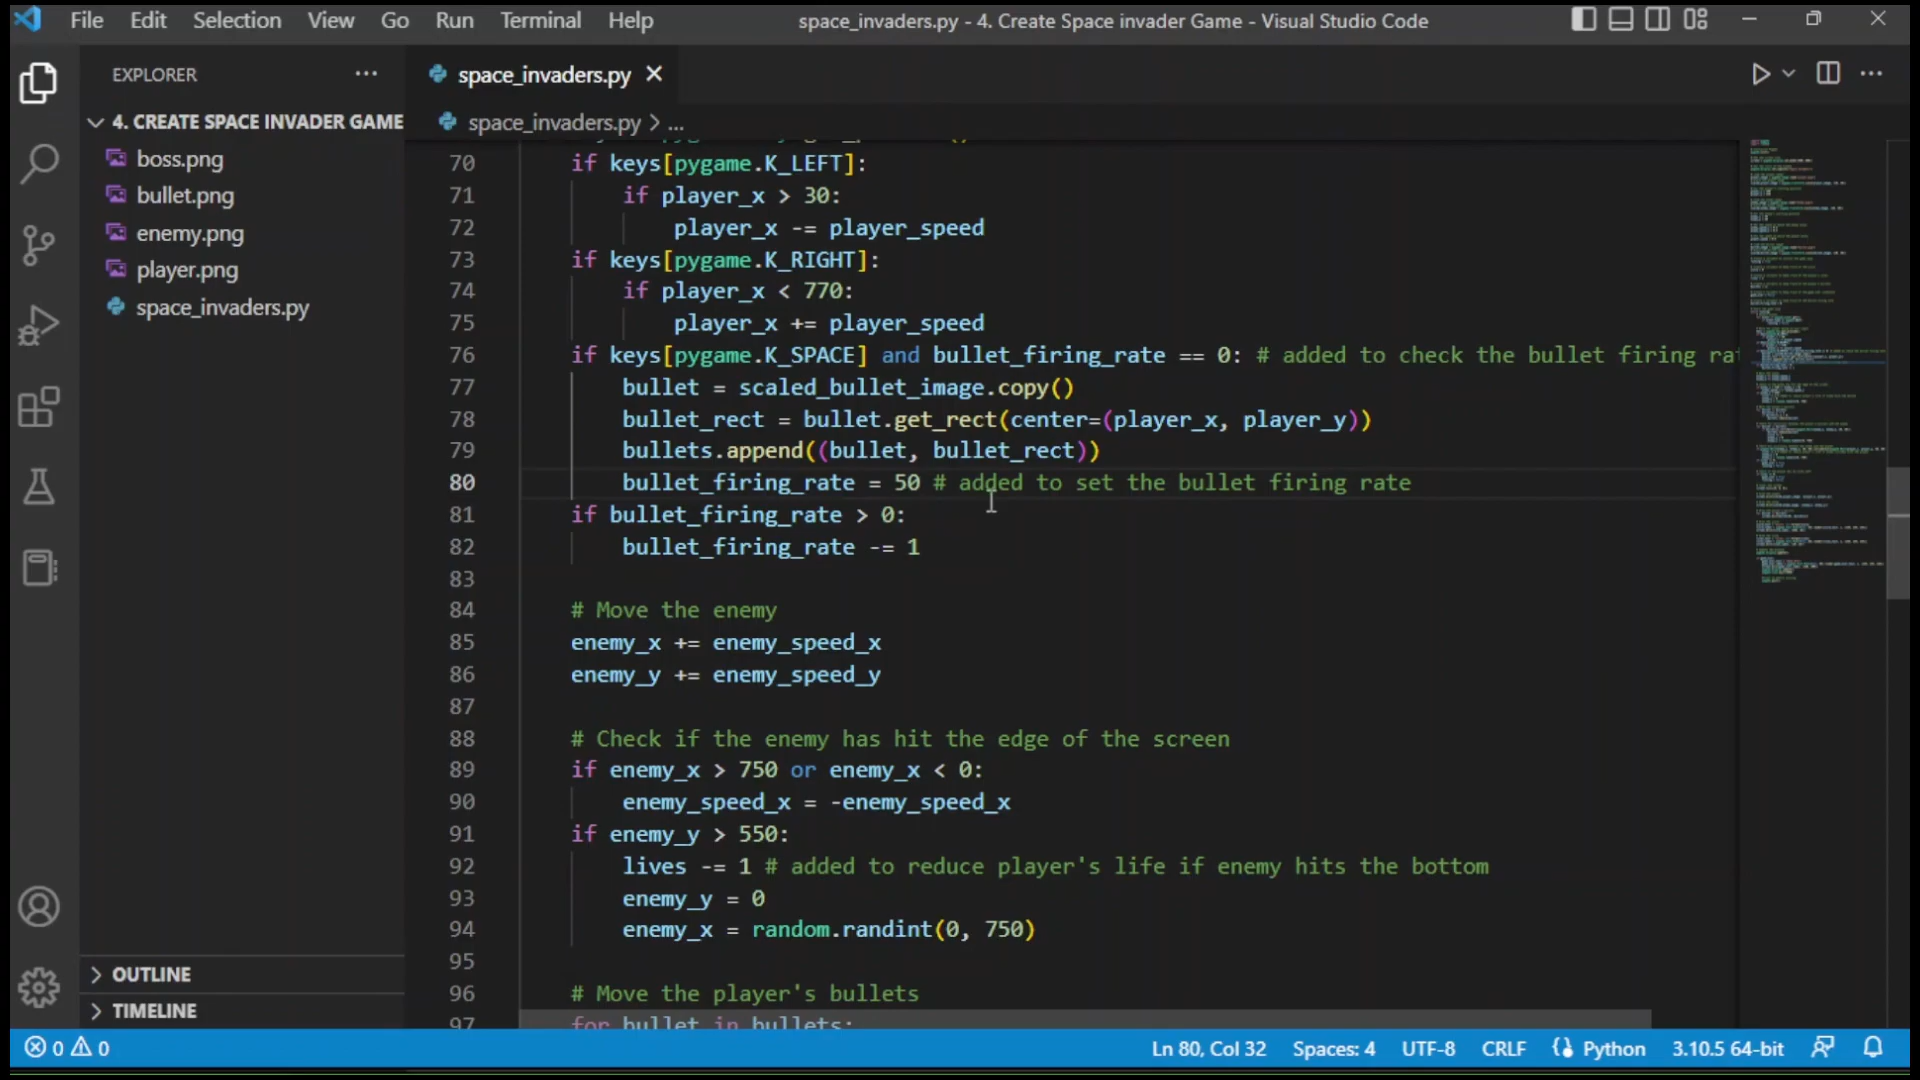 File Edit Selection View Go Run Terminal Help
space_invaders.py - 4. Create Space invader Game - Visual Studio Code
EXPLORER
4. CREATE SPACE INVADER GAME
boss.png
bullet.png
enemy.png
player.png
space_invaders.py
OUTLINE
TIMELINE
space_invaders.py
space_invaders.py > ...
70 if keys[pygame.K_LEFT]:
71 if player_x > 30:
72 player_x -= player_speed
73 if keys[pygame.K_RIGHT]:
74 if player_x < 770:
75 player_x += player_speed
76 if keys[pygame.K_SPACE] and bullet_firing_rate == 0: # added to check the bullet firing rat
77 bullet = scaled_bullet_image.copy()
78 bullet_rect = bullet.get_rect(center=(player_x, player_y))
79 bullets.append((bullet, bullet_rect))
80 bullet_firing_rate = 50 # added to set the bullet firing rate
81 if bullet_firing_rate > 0:
82 bullet_firing_rate -= 1
83
84 # Move the enemy
85 enemy_x += enemy_speed_x
86 enemy_y += enemy_speed_y
87
88 # Check if the enemy has hit the edge of the screen
89 if enemy_x > 750 or enemy_x < 0:
90 enemy_speed_x = -enemy_speed_x
91 if enemy_y > 550:
92 lives -= 1 # added to reduce player's life if enemy hits the bottom
93 enemy_y = 0
94 enemy_x = random.randint(0, 750)
95
96 # Move the player's bullets
97 for bullet in bullets:
0 0
Ln 80, Col 32 Spaces: 4 UTF-8 CRLF Python 3.10.5 64-bit